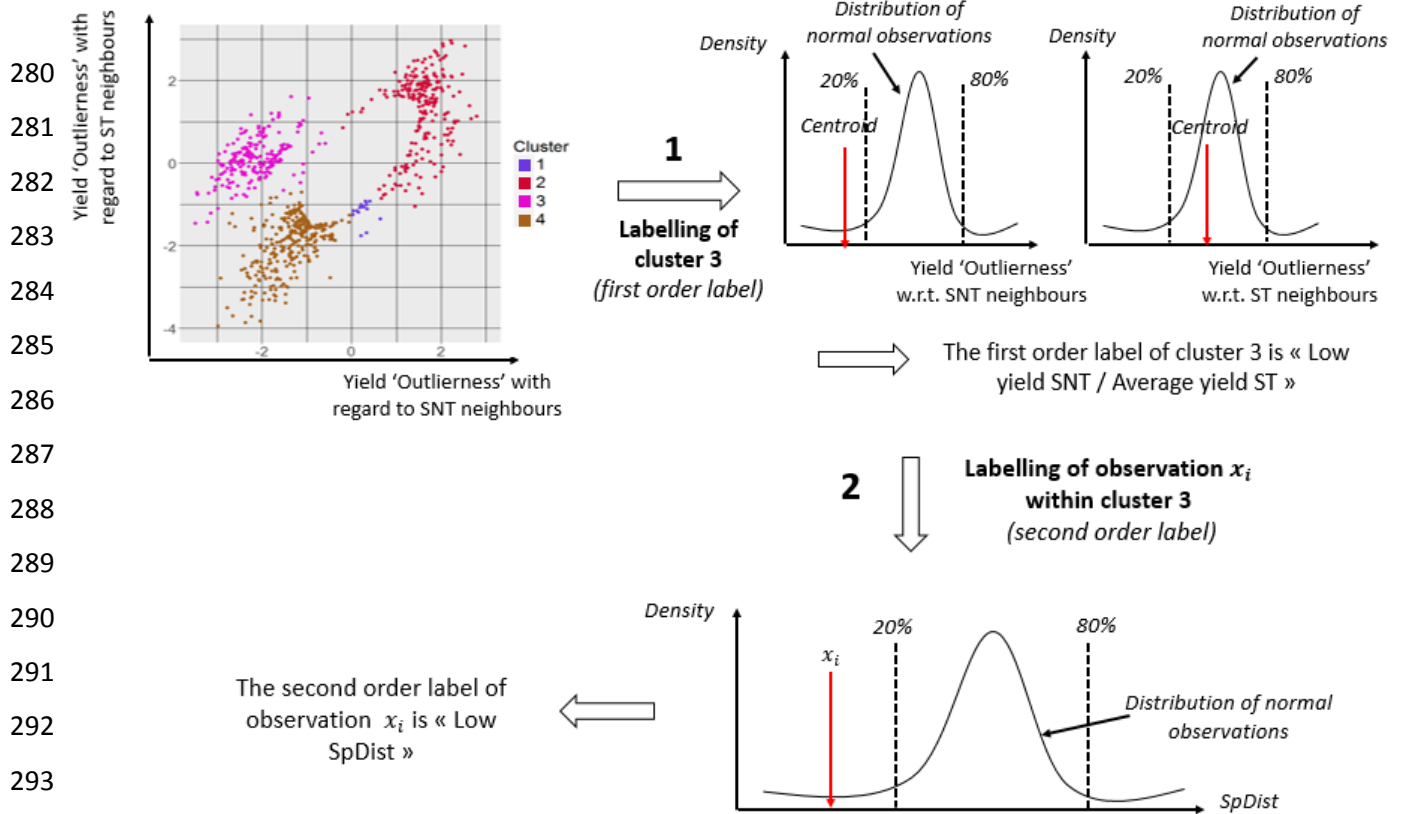 280
281
282
283
284
285
286
287
288
289
290
291
292
293
Yield 'Outlierness' with
regard to ST neighbours
2
0
-2
-4
-2
0
2
Yield 'Outlierness' with
regard to SNT neighbours
Cluster
1
2
3
4
1
Labelling of
cluster 3
(first order label)
Distribution of
normal observations
Density
20%
80%
Centroid
Yield 'Outlierness'
w.r.t. SNT neighbours
Distribution of
normal observations
Density
20%
80%
Centroid
Yield 'Outlierness'
w.r.t. ST neighbours
The first order label of cluster 3 is « Low
yield SNT / Average yield ST »
2
Labelling of observation xᵢ
within cluster 3
(second order label)
Density
20%
80%
xᵢ
Distribution of normal
observations
SpDist
The second order label of
observation xᵢ is « Low
SpDist »